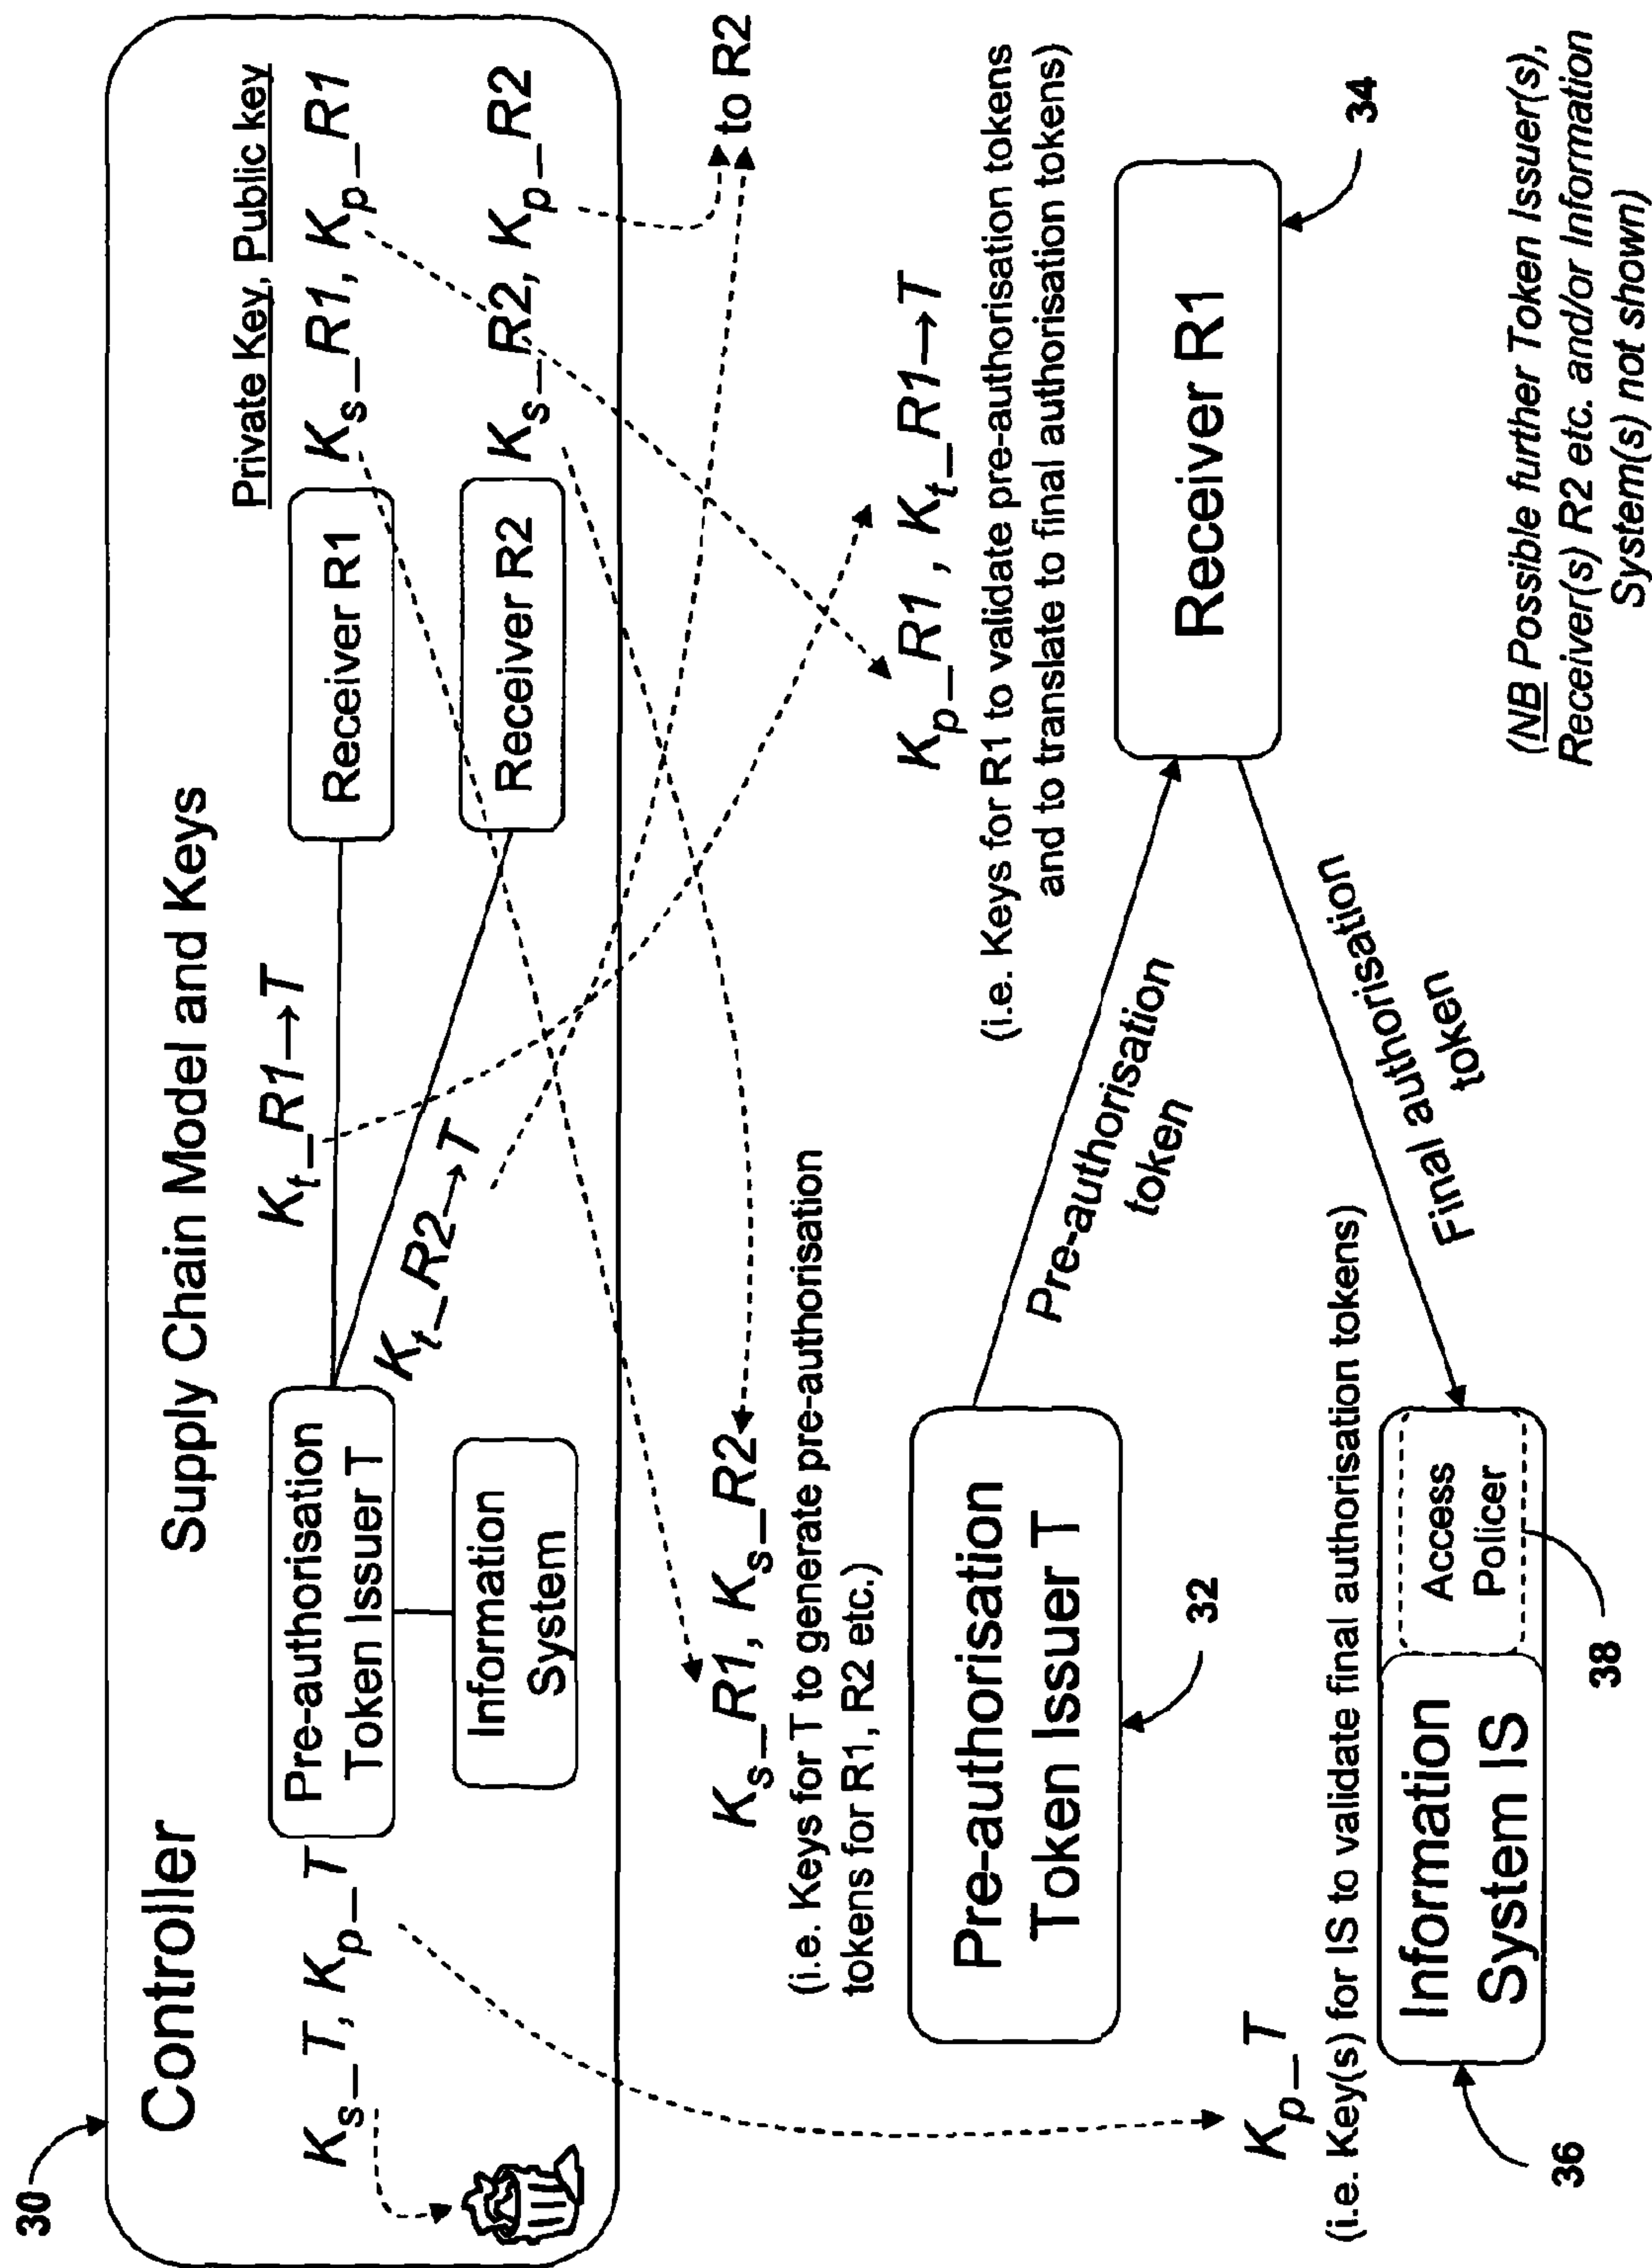 30
Controller
Supply Chain Model and Keys
Private Key, Public key
K_s_T, K_p_T
Pre-authorisation
Token Issuer T
Information
System
K_t_R1→T
K_t_R2→T
Receiver R1
K_s_R1, K_p_R1
Receiver R2
K_s_R2, K_p_R2
to R2
K_s_R1, K_s_R2
(i.e. Keys for T to generate pre-authorisation
tokens for R1, R2 etc.)
K_p_R1 , K_t_R1→T
(i.e. Keys for R1 to validate pre-authorisation tokens
and to translate to final authorisation tokens)
Pre-authorisation
Token Issuer T
32
Pre-authorisation
token
Receiver R1
34
K_p_T
(i.e. Key(s) for IS to validate final authorisation tokens)
Final authorisation
token
Information
System IS
Access
Policer
36
38
(NB Possible further Token Issuer(s),
Receiver(s) R2 etc. and/or Information
System(s) not shown)